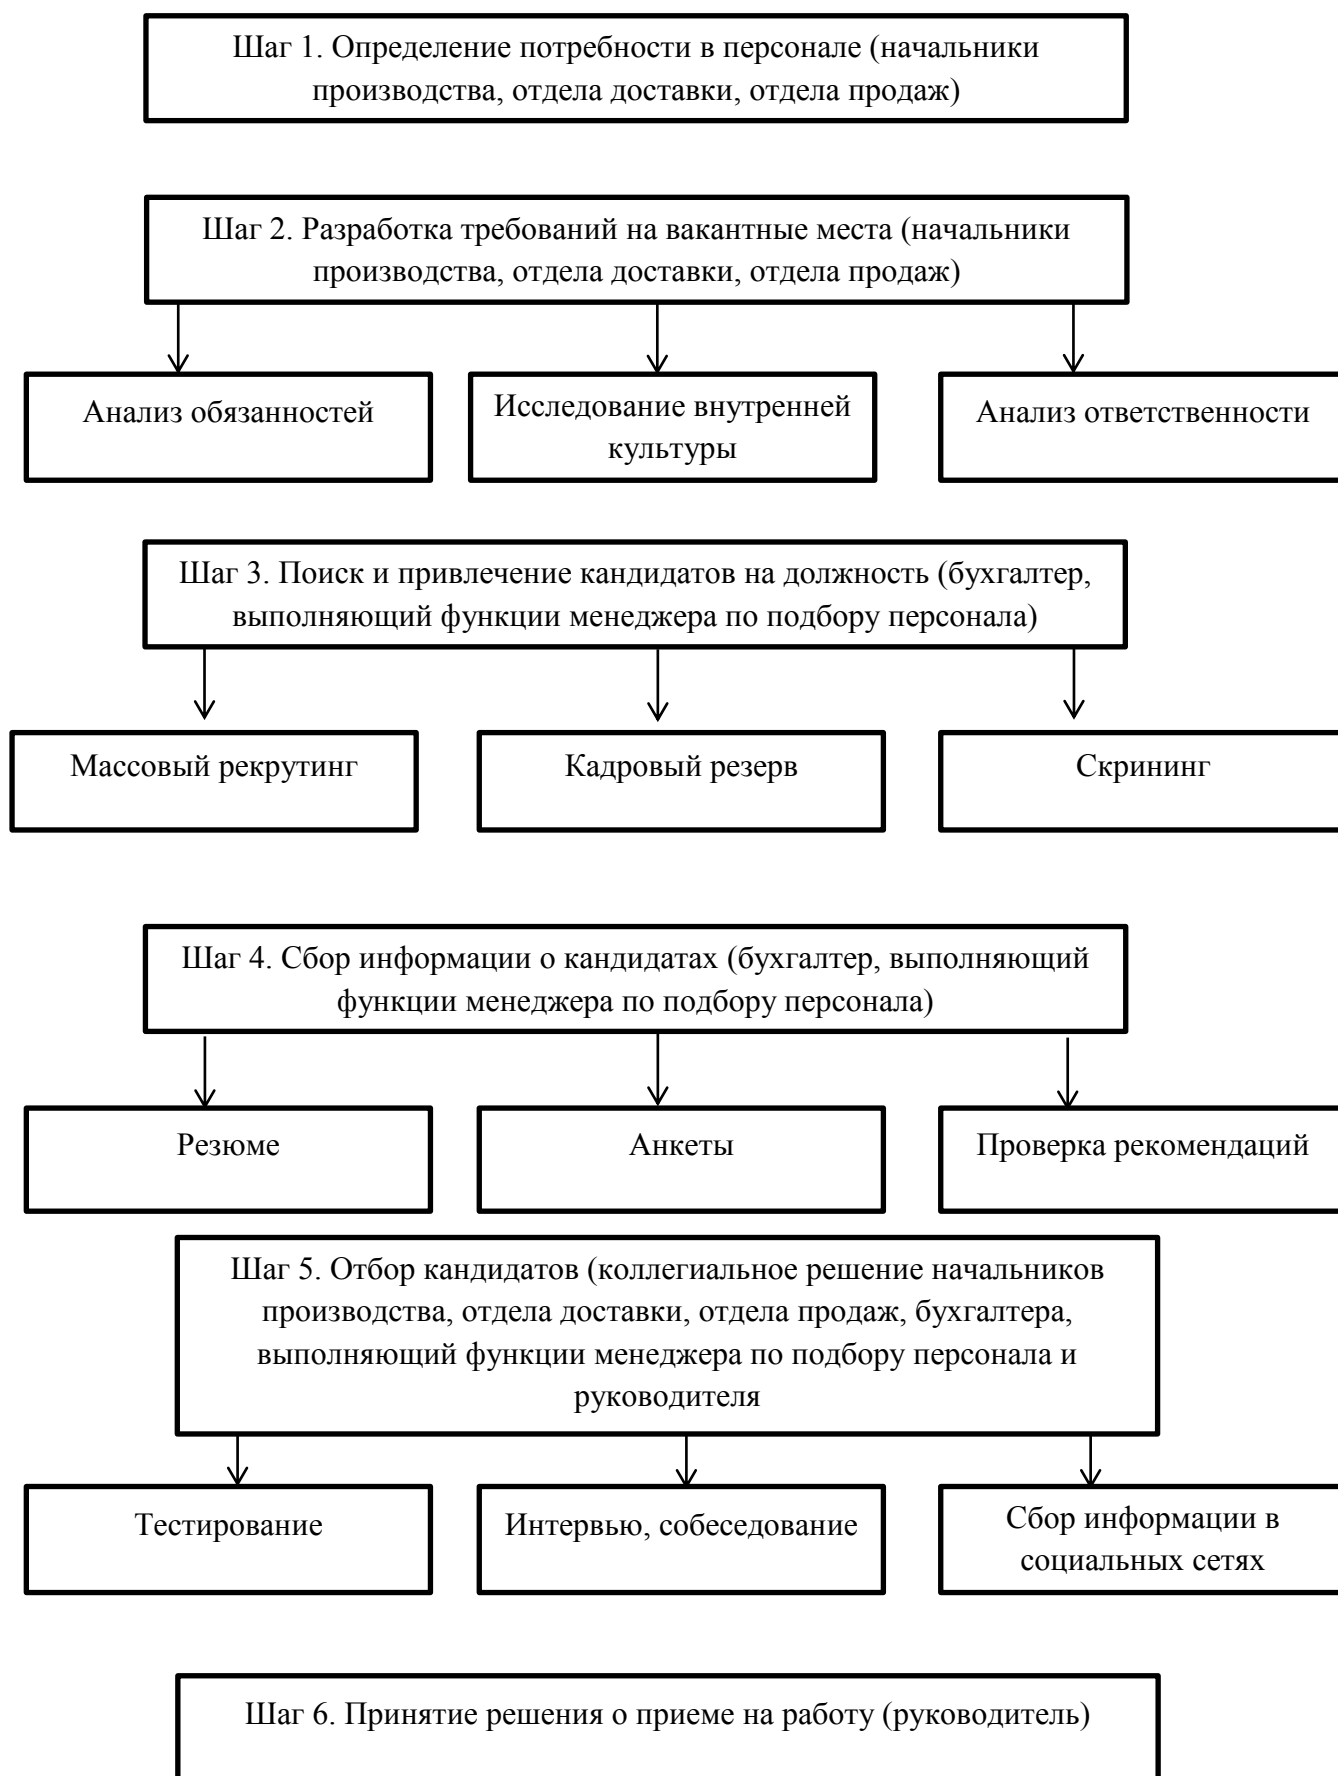 Шаг 1. Определение потребности в персонале (начальники
производства, отдела доставки, отдела продаж)
Шаг 2. Разработка требований на вакантные места (начальники
производства, отдела доставки, отдела продаж)
Анализ обязанностей
Исследование внутренней
культуры
Анализ ответственности
Шаг 3. Поиск и привлечение кандидатов на должность (бухгалтер,
выполняющий функции менеджера по подбору персонала)
Массовый рекрутинг
Кадровый резерв
Скрининг
Шаг 4. Сбор информации о кандидатах (бухгалтер, выполняющий
функции менеджера по подбору персонала)
Резюме
Анкеты
Проверка рекомендаций
Шаг 5. Отбор кандидатов (коллегиальное решение начальников
производства, отдела доставки, отдела продаж, бухгалтера,
выполняющий функции менеджера по подбору персонала и
руководителя
Тестирование
Интервью, собеседование
Сбор информации в
социальных сетях
Шаг 6. Принятие решения о приеме на работу (руководитель)